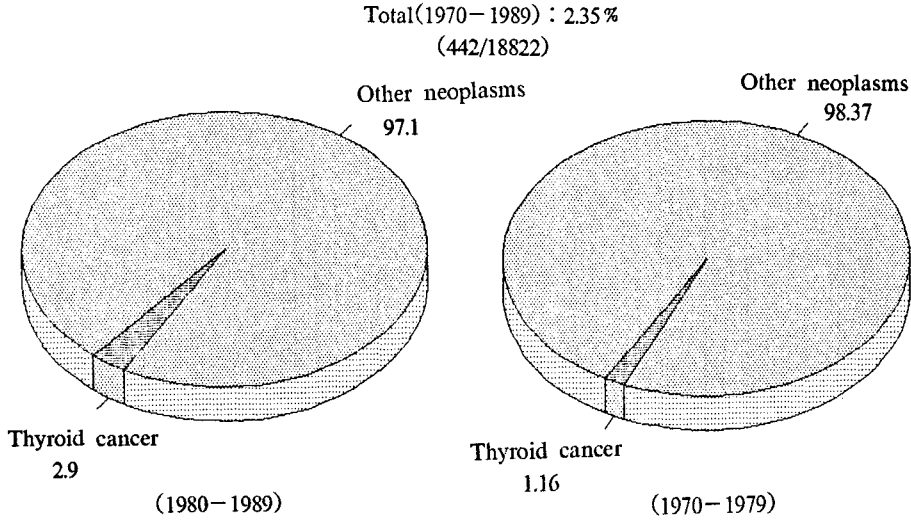 Total(1970－1989)：2.35%
(442/18822)
Other neoplasms
97.1
Thyroid cancer
2.9
(1980－1989)
Other neoplasms
98.37
Thyroid cancer
1.16
(1970－1979)